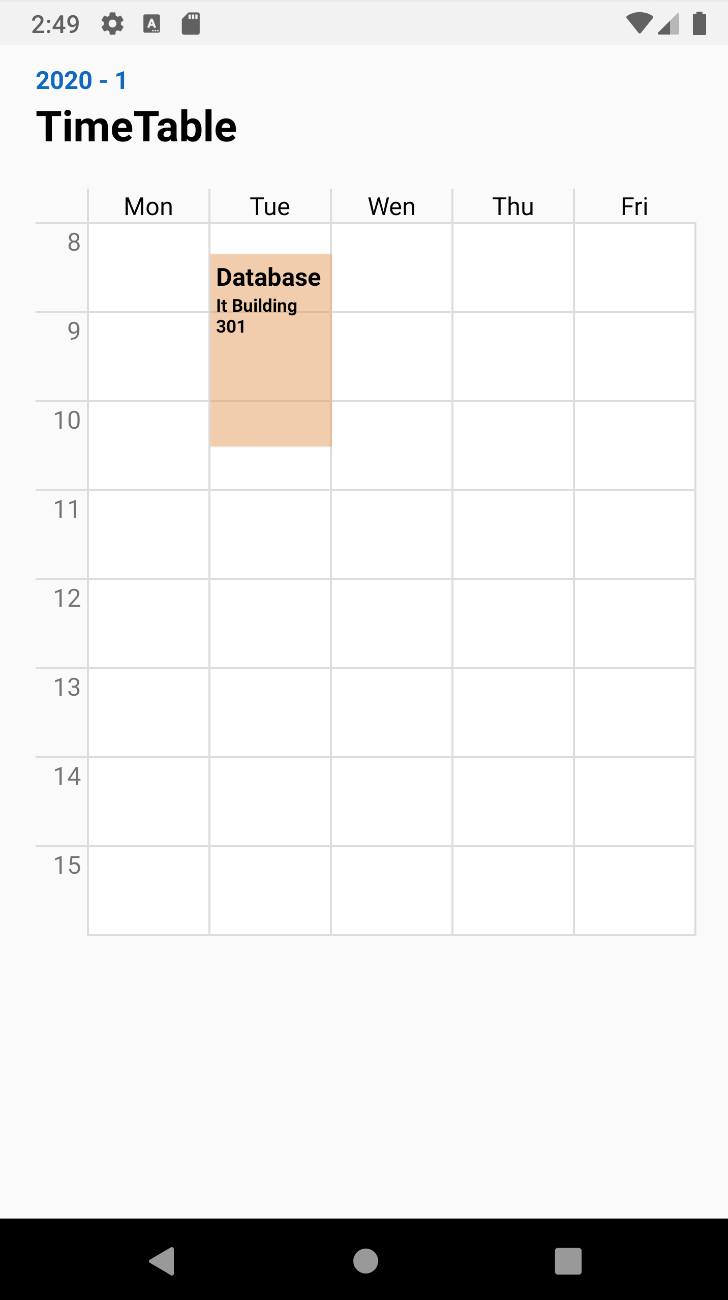 2:49
2020 - 1
TimeTable
Mon Tue Wen Thu Fri
8
Database
It Building
301
9
10
11
12
13
14
15